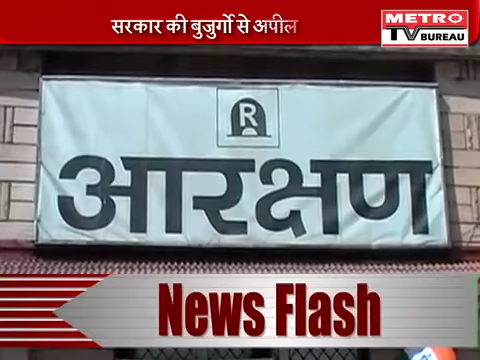 सरकार की बुजुर्गो से अपील
METRO
TV BUREAU
R
आरक्षण
News Flash